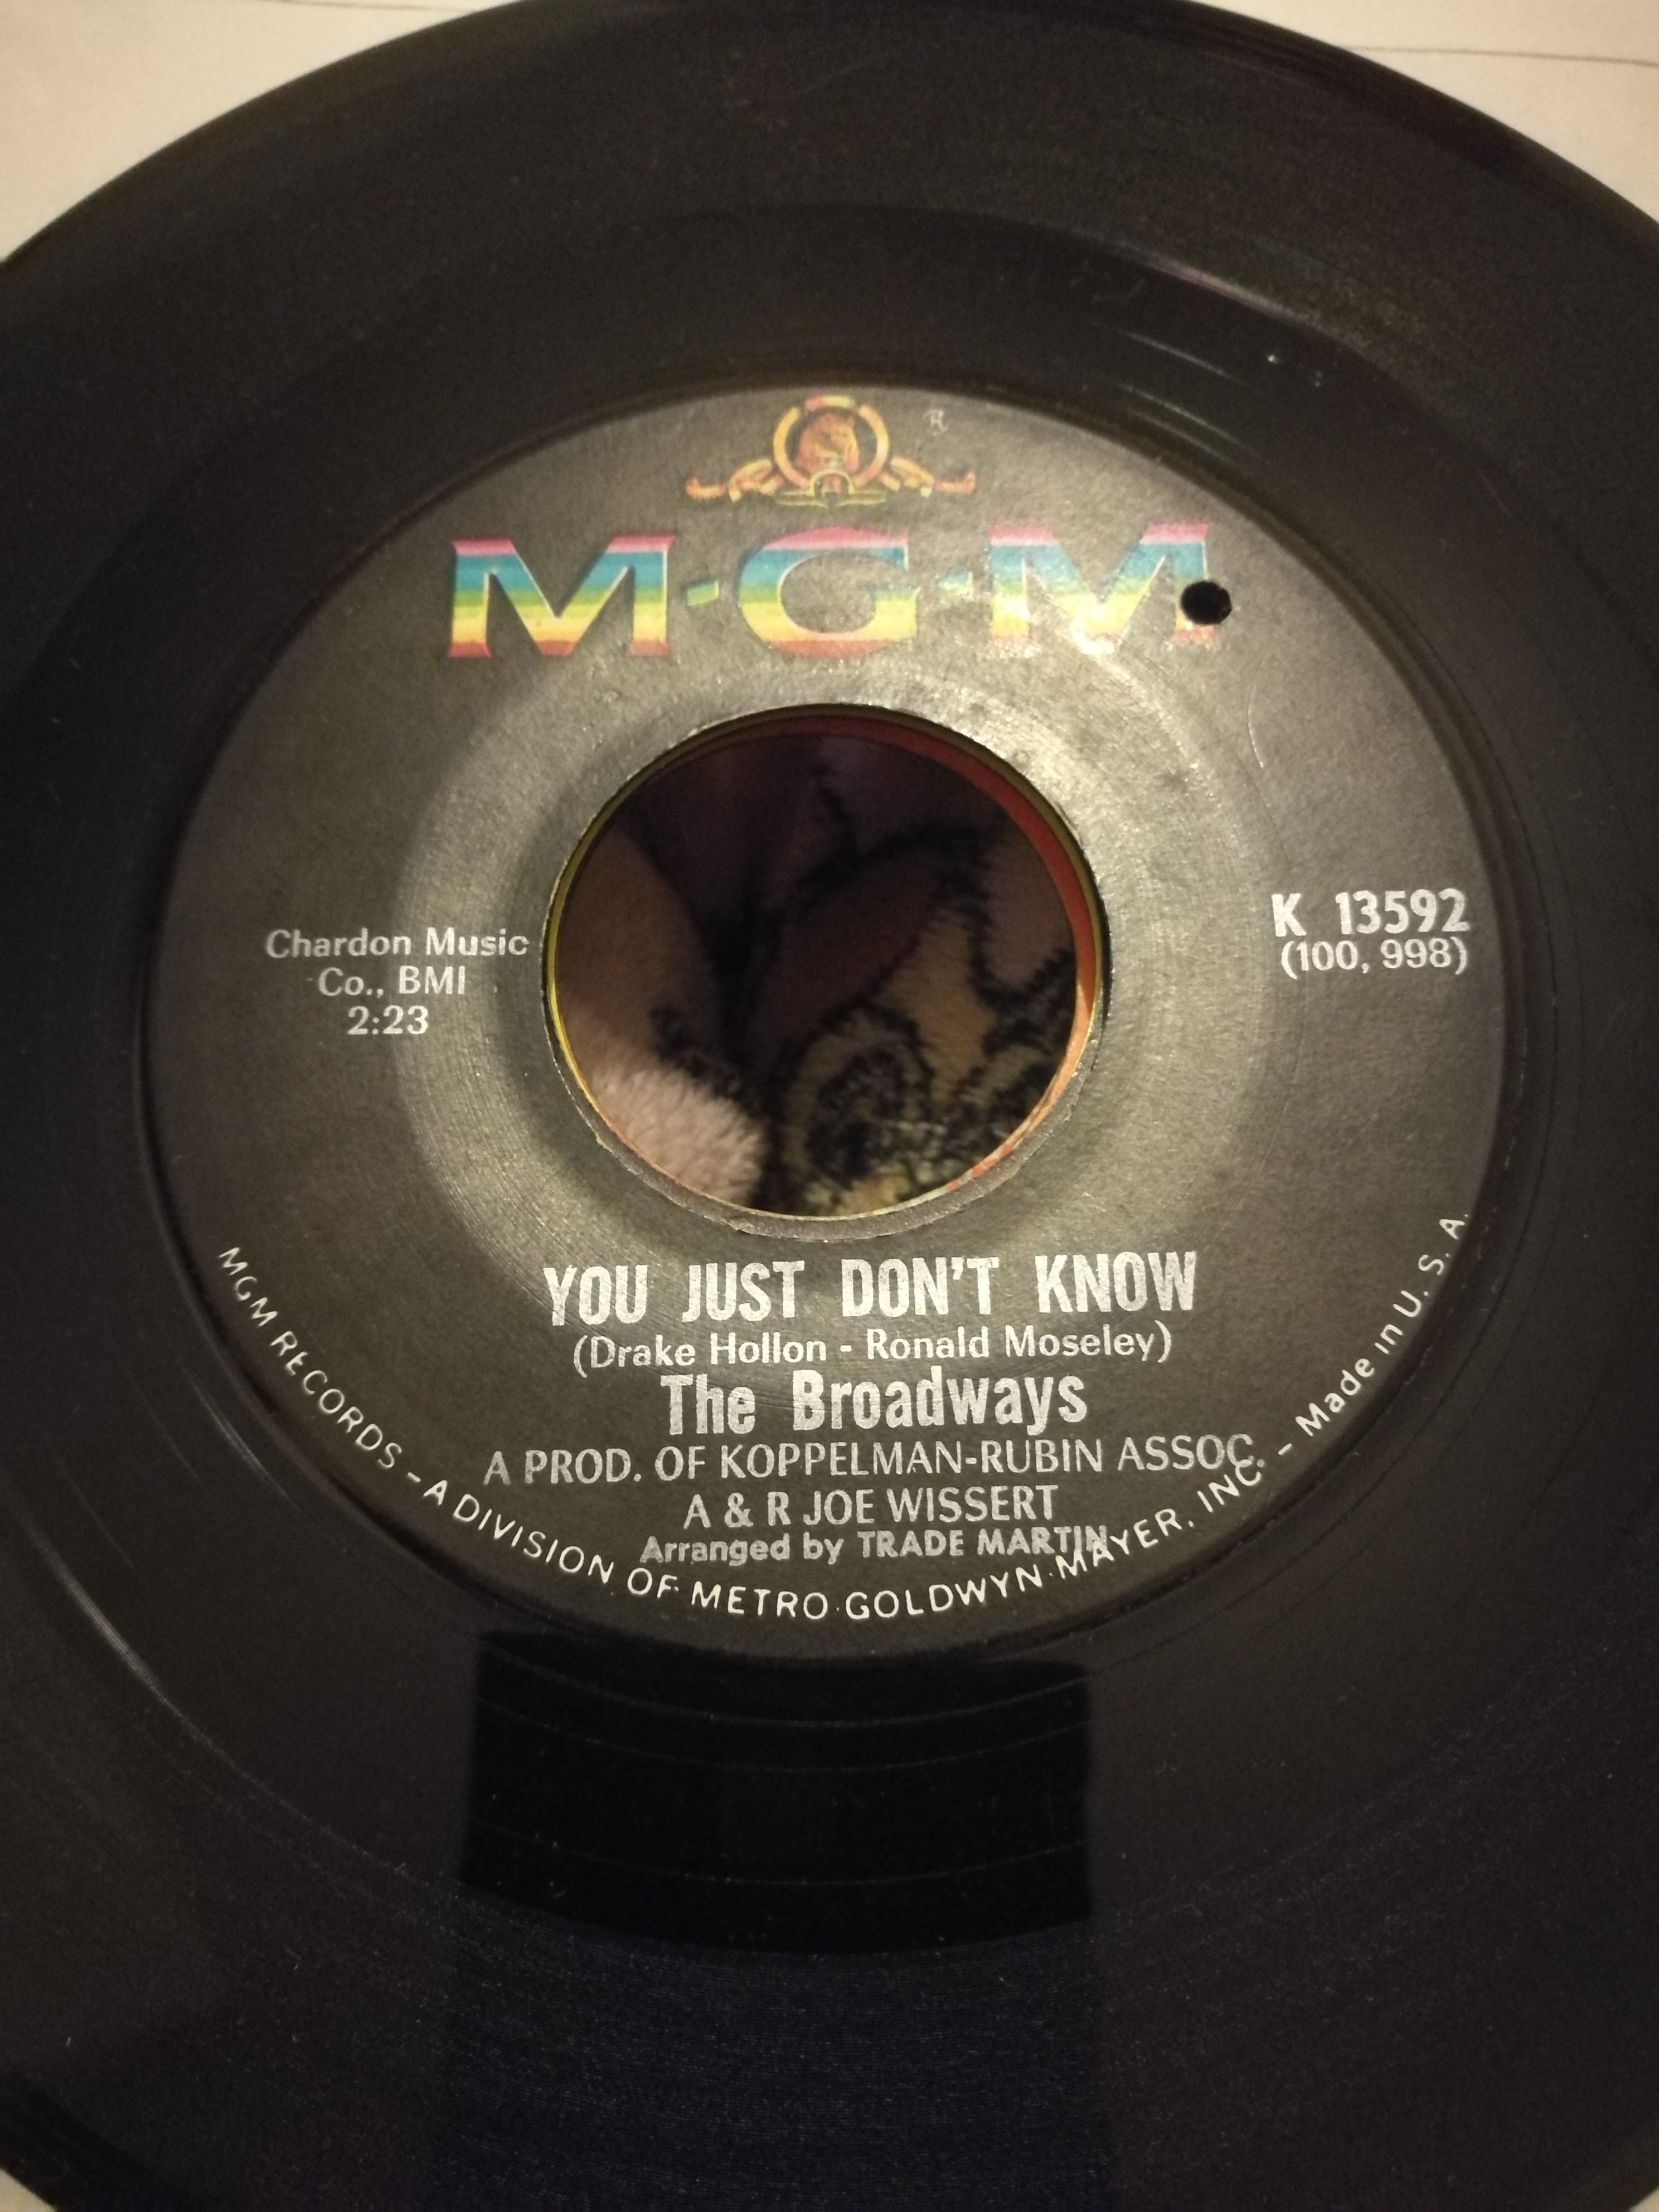 ®
M·G·M
Chardon Music
Co., BMI
2:23
K 13592
(100, 998)
YOU JUST DON'T KNOW
(Drake Hollon - Ronald Moseley)
The Broadways
A PROD. OF KOPPELMAN-RUBIN ASSOC.
A & R JOE WISSERT
Arranged by TRADE MARTIN
MGM RECORDS – A DIVISION OF METRO·GOLDWYN·MAYER, INC. – Made in U. S. A.